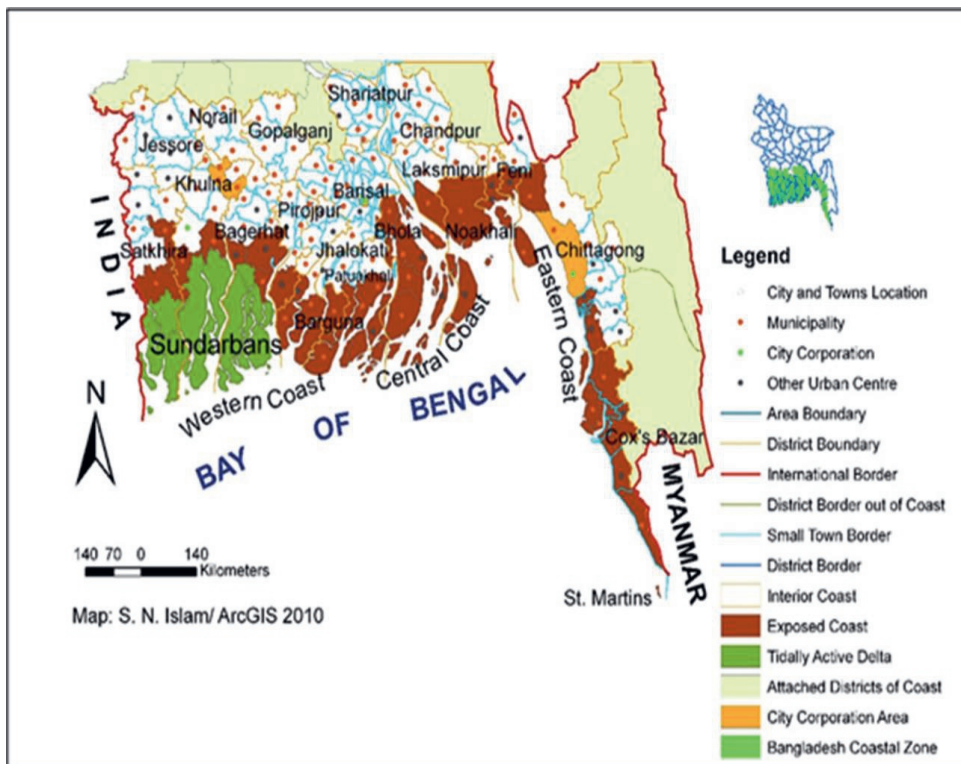 Shariatpur
Norail
Gopalganj
Chandpur
Jessore
Laksmipur
Feni
Khulna
Barisal
Pirojpur
Bagerhat
Bhola
Noakhali
Satkhira
Jhalokati
Chittagong
Patuakhali
INDIA
Barguna
Sundarbans
Western Coast
Central Coast
Eastern Coast
BAY OF BENGAL
Cox's Bazar
MYANMAR
St. Martins
N
140 70 0 140
Kilometers
Map: S. N. Islam/ ArcGIS 2010
Legend
City and Towns Location
Municipality
City Corporation
Other Urban Centre
Area Boundary
District Boundary
International Border
District Border out of Coast
Small Town Border
District Border
Interior Coast
Exposed Coast
Tidally Active Delta
Attached Districts of Coast
City Corporation Area
Bangladesh Coastal Zone